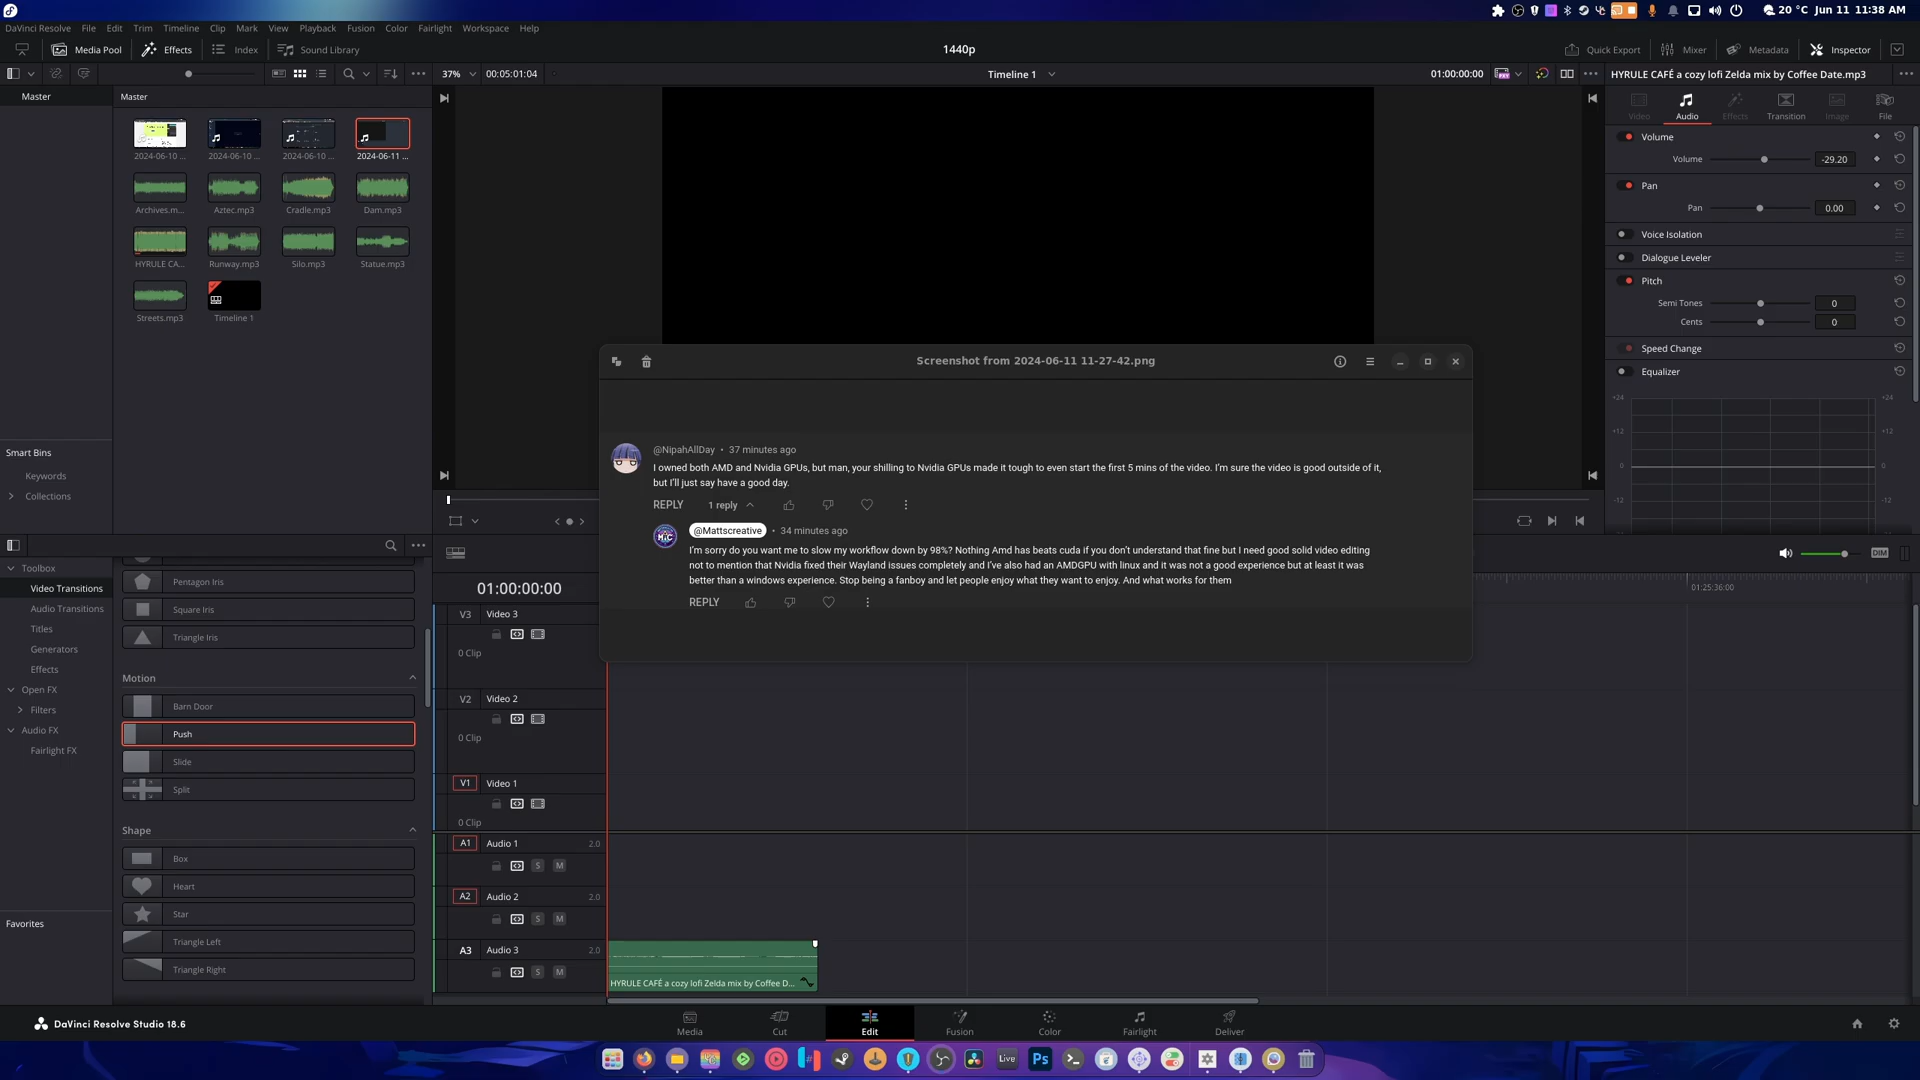 20 °C Jun 11 11:38 AM
DaVinci Resolve File Edit Trim Timeline Clip Mark View Playback Fusion Color Fairlight Workspace Help
Media Pool Effects Index Sound Library
1440p
Quick Export Mixer Metadata Inspector
37% 00:05:01:04
Timeline 1
01:00:00:00
HYRULE CAFÉ a cozy lofi Zelda mix by Coffee Date.mp3
Master
Master
2024-06-10 ... 2024-06-10 ... 2024-06-10 ... 2024-06-11 ...
Archives.m... Aztec.mp3 Cradle.mp3 Dam.mp3
HYRULE CA... Runway.mp3 Silo.mp3 Statue.mp3
Streets.mp3 Timeline 1
Smart Bins
Keywords
Collections
Video Audio Effects Transition Image File
Volume
Volume -29.20
Pan
Pan 0.00
Voice Isolation
Dialogue Leveler
Pitch
Semi Tones 0
Cents 0
Speed Change
Equalizer
+24 +24
+12 +12
0 0
-12 -12
Screenshot from 2024-06-11 11-27-42.png
@NipahAllDay • 37 minutes ago
I owned both AMD and Nvidia GPUs, but man, your shilling to Nvidia GPUs made it tough to even start the first 5 mins of the video. I'm sure the video is good outside of it,
but I'll just say have a good day.
REPLY 1 reply
@Mattscreative • 34 minutes ago
I'm sorry do you want me to slow my workflow down by 98%? Nothing Amd has beats cuda if you don't understand that fine but I need good solid video editing
not to mention that Nvidia fixed their Wayland issues completely and I've also had an AMDGPU with linux and it was not a good experience but at least it was
better than a windows experience. Stop being a fanboy and let people enjoy what they want to enjoy. And what works for them
REPLY
DIM
Toolbox
Video Transitions
Audio Transitions
Titles
Generators
Effects
Open FX
Filters
Audio FX
Fairlight FX
Favorites
Pentagon Iris
Square Iris
Triangle Iris
Motion
Barn Door
Push
Slide
Split
Shape
Box
Heart
Star
Triangle Left
Triangle Right
01:00:00:00
01:25:36:00
V3 Video 3
0 Clip
V2 Video 2
0 Clip
V1 Video 1
0 Clip
A1 Audio 1 2.0
S M
A2 Audio 2 2.0
S M
A3 Audio 3 2.0
S M
HYRULE CAFÉ a cozy lofi Zelda mix by Coffee D...
DaVinci Resolve Studio 18.6
Media Cut Edit Fusion Color Fairlight Deliver
Live Ps